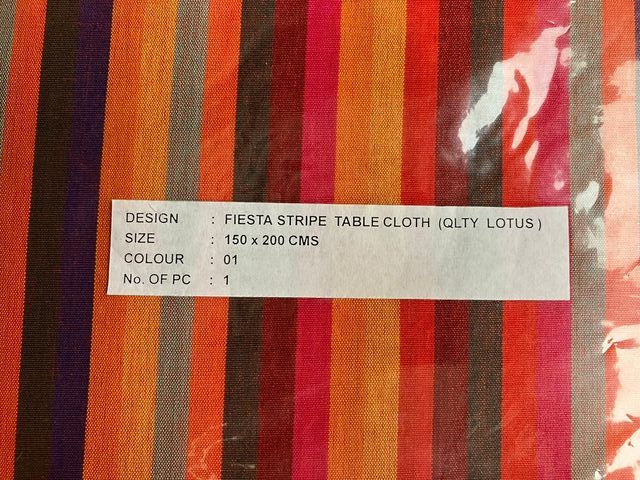 DESIGN : FIESTA STRIPE TABLE CLOTH (QLTY LOTUS)
SIZE : 150 x 200 CMS
COLOUR : 01
No. OF PC : 1